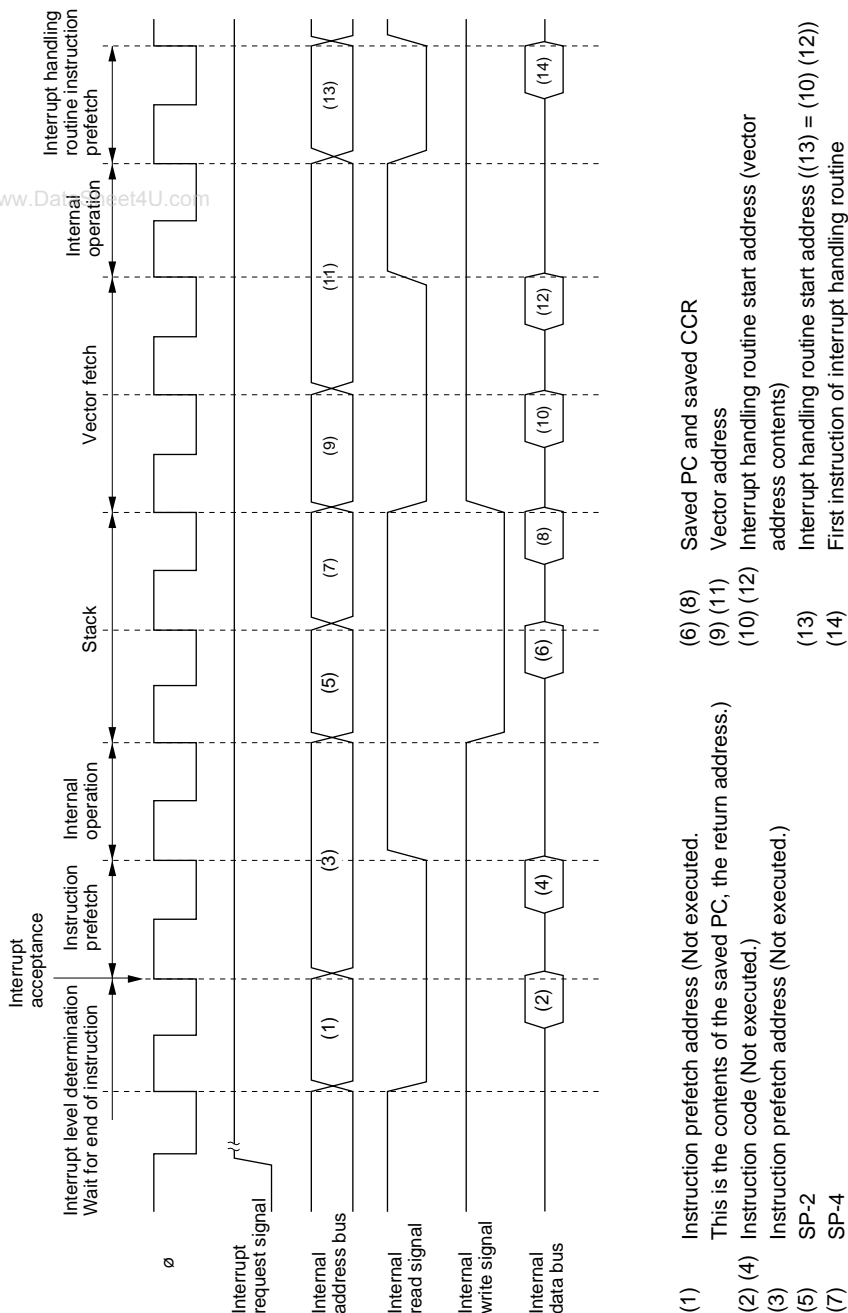 Interrupt
acceptance
Interrupt level determination
Wait for end of instruction
Instruction
prefetch
Internal
operation
Stack
Vector fetch
Internal
operation
Interrupt handling
routine instruction
prefetch
ø
Interrupt
request signal
Internal
address bus
(1)
(3)
(5)
(7)
(9)
(11)
(13)
Internal
read signal
Internal
write signal
Internal
data bus
(2)
(4)
(6)
(8)
(10)
(12)
(14)
(1) Instruction prefetch address (Not executed.
This is the contents of the saved PC, the return address.)
(2) (4) Instruction code (Not executed.)
(3) Instruction prefetch address (Not executed.)
(5) SP-2
(7) SP-4
(6) (8) Saved PC and saved CCR
(9) (11) Vector address
(10) (12) Interrupt handling routine start address (vector
address contents)
(13) Interrupt handling routine start address ((13) = (10) (12))
(14) First instruction of interrupt handling routine